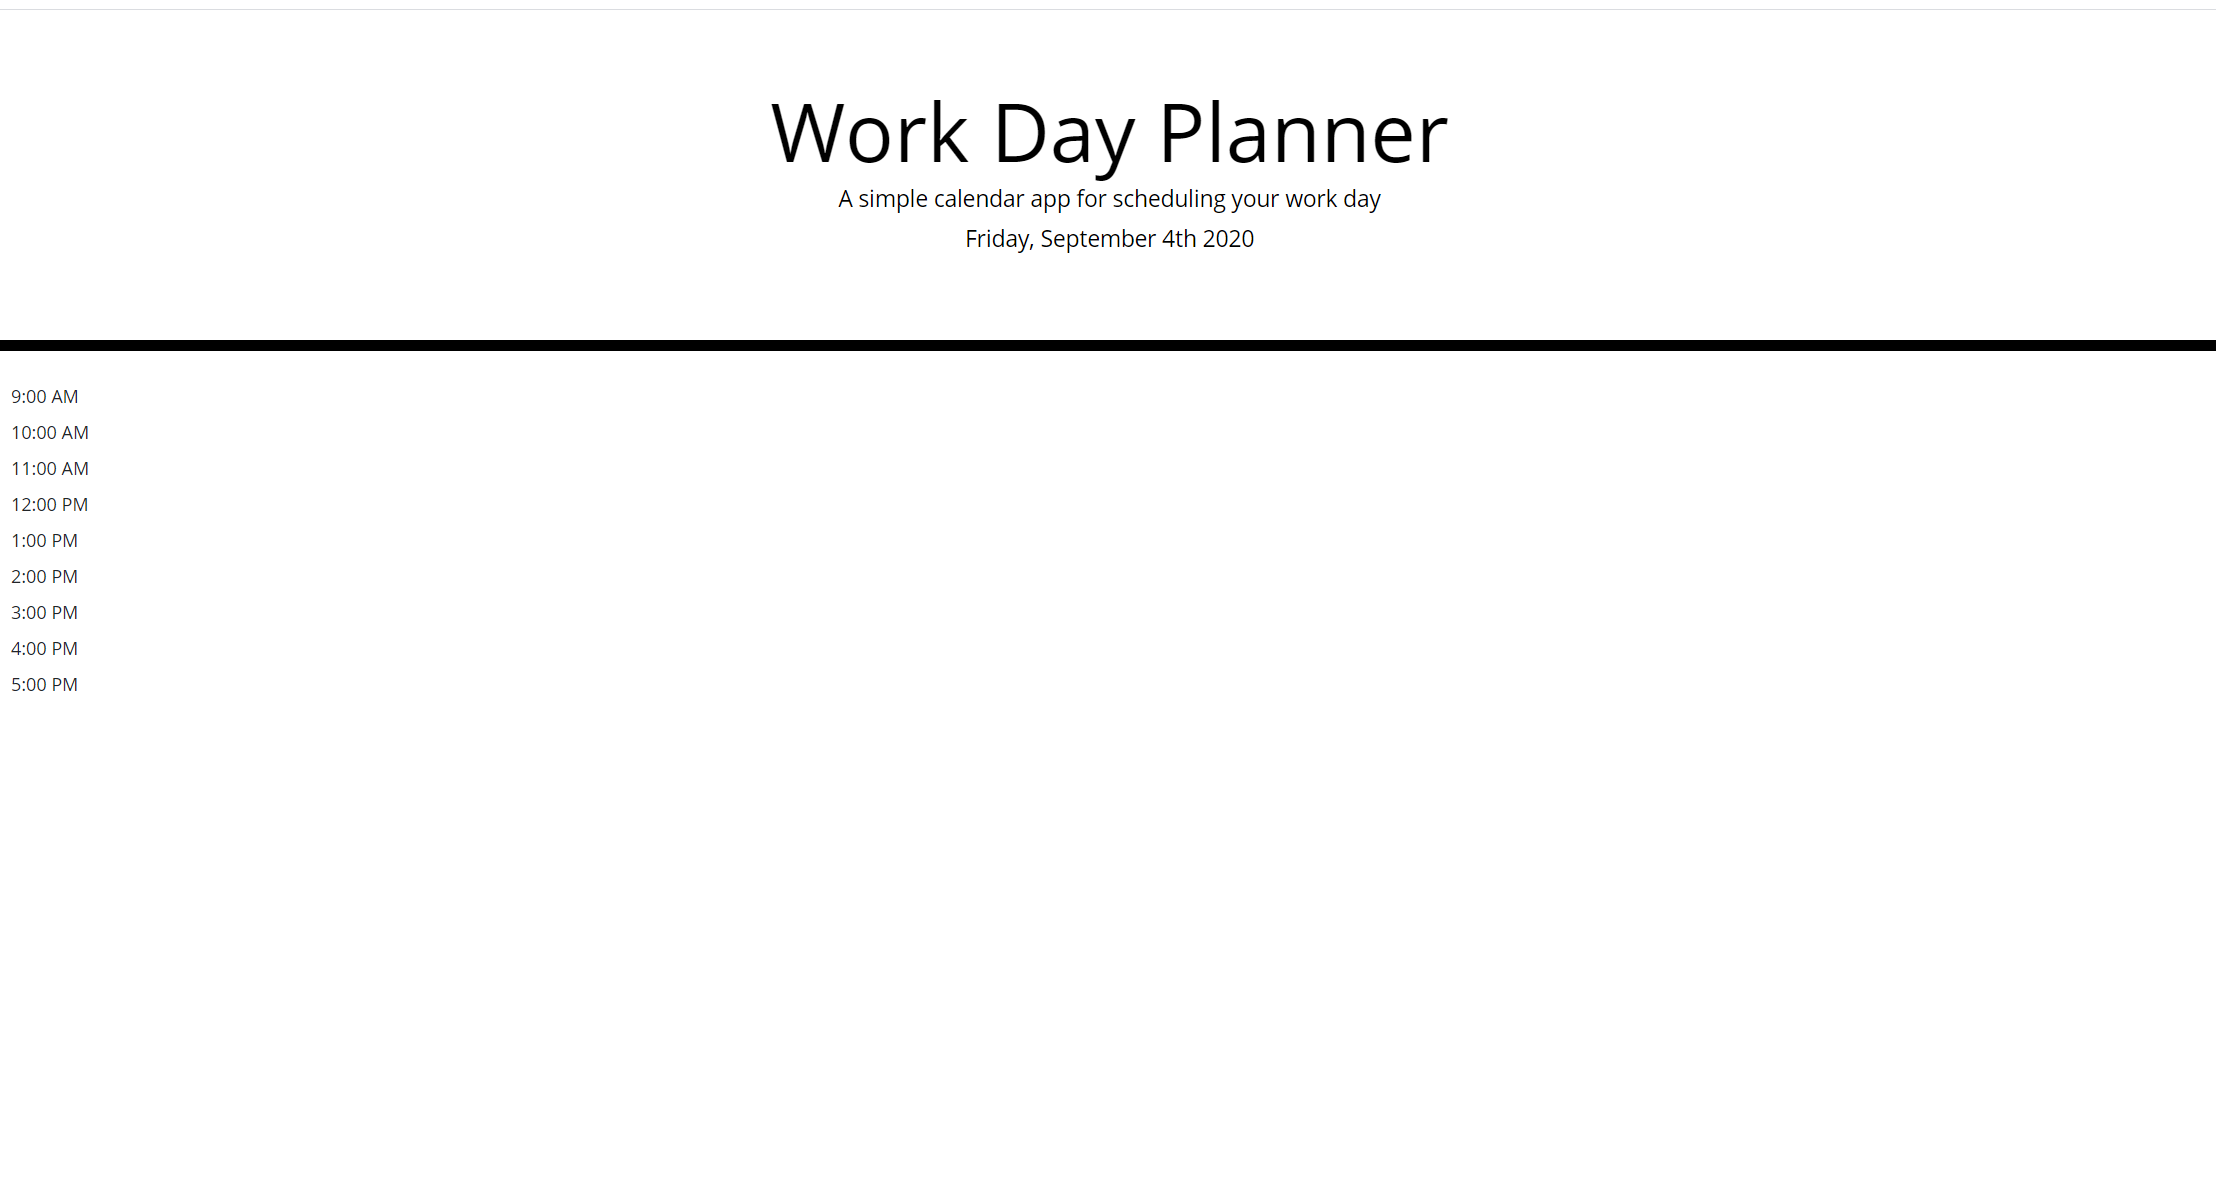 Work Day Planner
A simple calendar app for scheduling your work day
Friday, September 4th 2020
9:00 AM
10:00 AM
11:00 AM
12:00 PM
1:00 PM
2:00 PM
3:00 PM
4:00 PM
5:00 PM